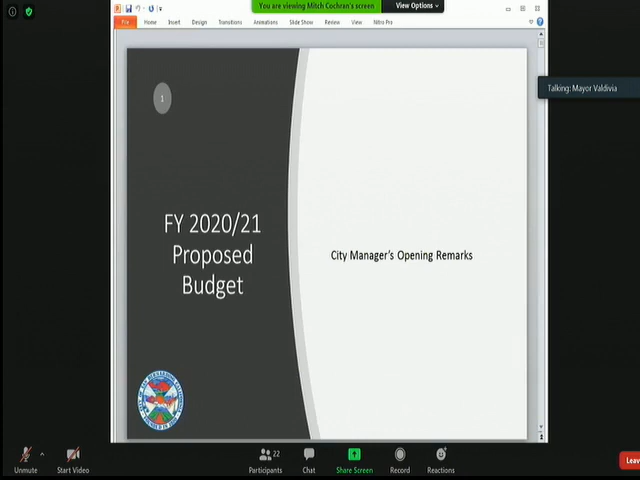 You are viewing Mitch Cochran's screen
View Options
File Home Insert Design Transitions Animations Slide Show Review View Nitro Pro
Talking: Mayor Valdivia
1
FY 2020/21
Proposed
Budget
City Manager's Opening Remarks
Unmute
Start Video
22
Participants
Chat
Share Screen
Record
Reactions
Leav